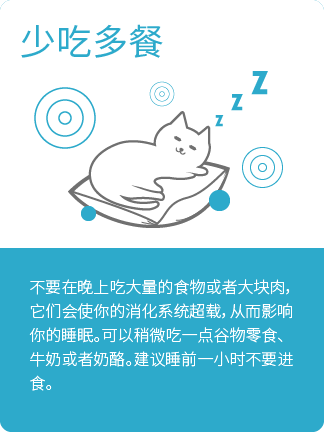 少吃多餐
z
z
z
不要在晚上吃大量的食物或者大块肉，
它们会使你的消化系统超载，从而影响
你的睡眠。可以稍微吃一点谷物零食、
牛奶或者奶酪。建议睡前一小时不要进
食。